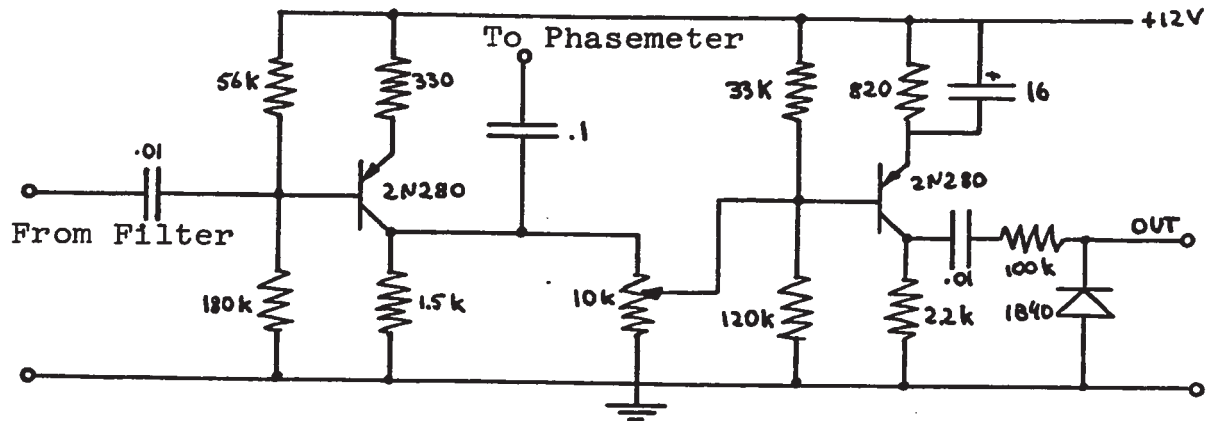 +12V
To Phasemeter
56k
330
33K
820
+
16
.1
.01
2N280
2N280
From Filter
OUT
180k
1.5k
10k
120k
2.2k
.01
100k
1B40